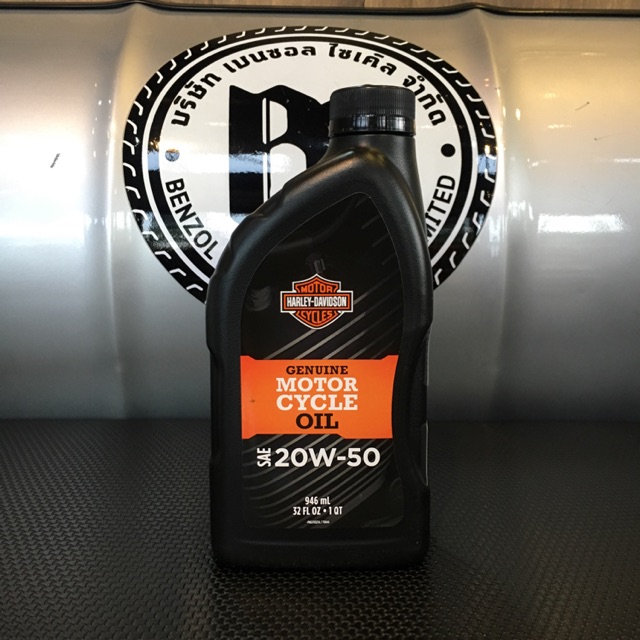 บริษัท เบนซอล ไซเคิล จำกัด
BENZOL
MITED
MOTOR
HARLEY-DAVIDSON
CYCLES
GENUINE
MOTOR
CYCLE
OIL
SAE 20W-50
946 mL
32 FL OZ • 1 QT